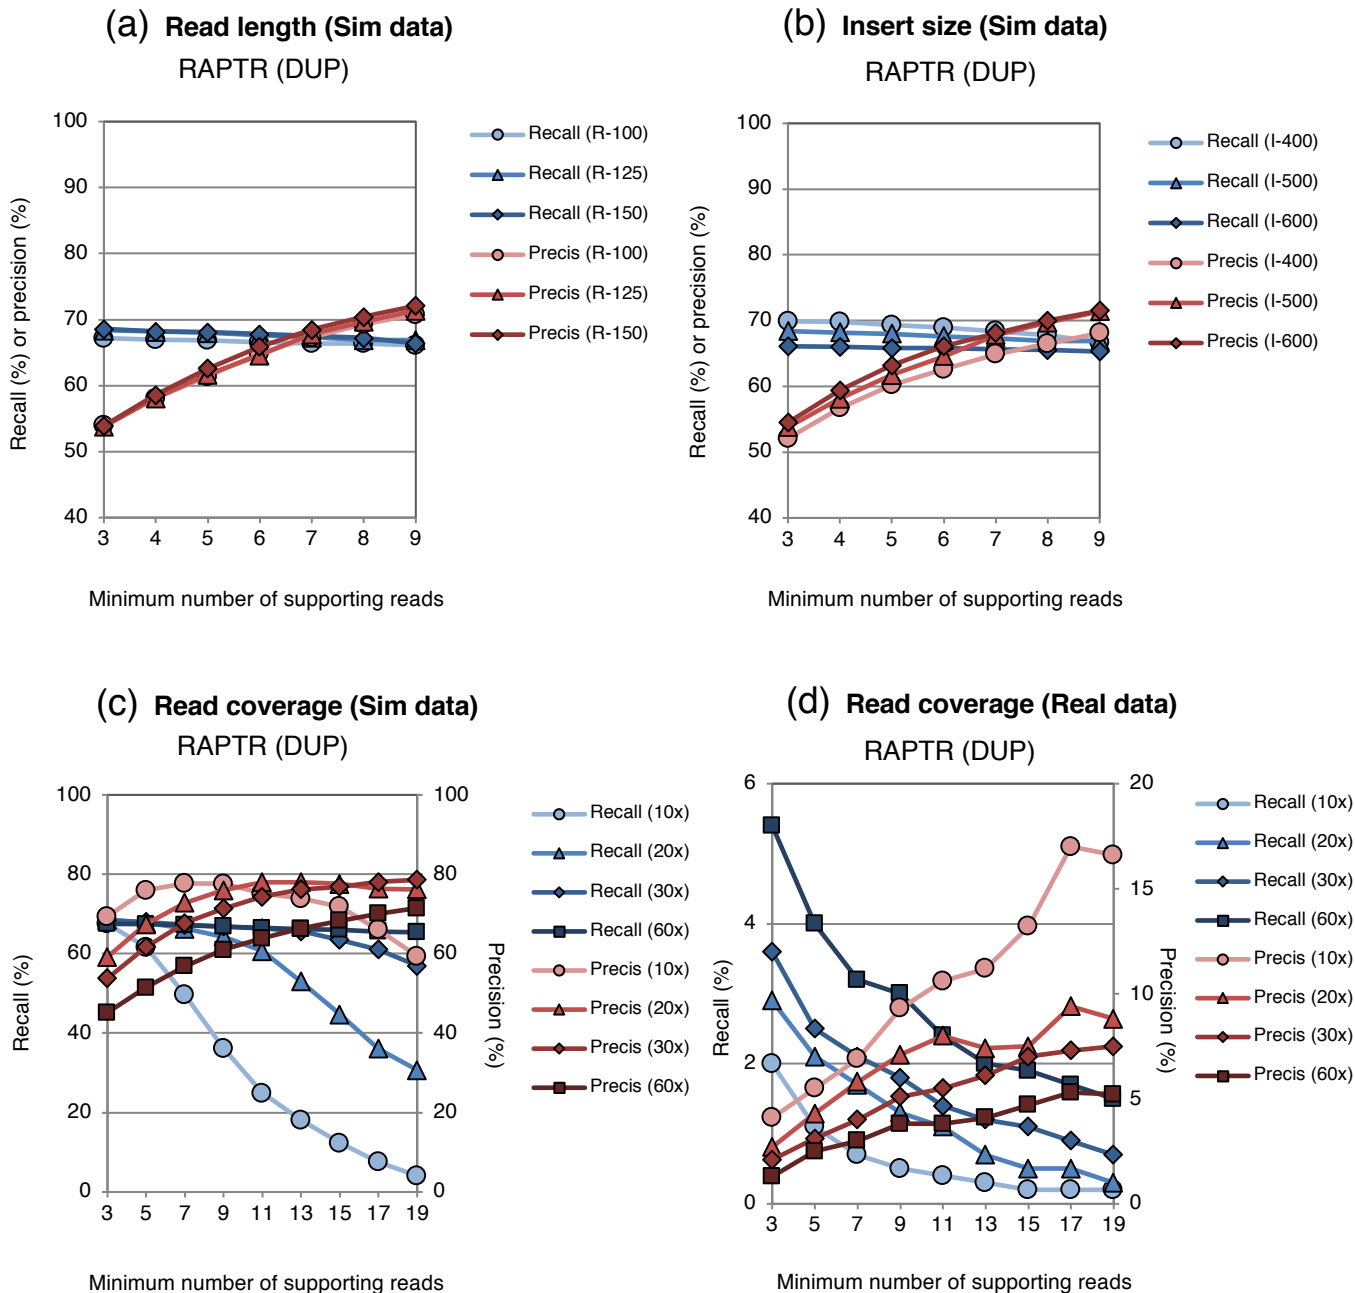 (a) Read length (Sim data)
RAPTR (DUP)
100
90
80
70
60
50
40
3 4 5 6 7 8 9
Recall (%) or precision (%)
Minimum number of supporting reads
Recall (R-100)
Recall (R-125)
Recall (R-150)
Precis (R-100)
Precis (R-125)
Precis (R-150)
(b) Insert size (Sim data)
RAPTR (DUP)
100
90
80
70
60
50
40
3 4 5 6 7 8 9
Recall (%) or precision (%)
Minimum number of supporting reads
Recall (I-400)
Recall (I-500)
Recall (I-600)
Precis (I-400)
Precis (I-500)
Precis (I-600)
(c) Read coverage (Sim data)
RAPTR (DUP)
100
80
60
40
20
0
Recall (%)
100
80
60
40
20
0
Precision (%)
3 5 7 9 11 13 15 17 19
Minimum number of supporting reads
Recall (10x)
Recall (20x)
Recall (30x)
Recall (60x)
Precis (10x)
Precis (20x)
Precis (30x)
Precis (60x)
(d) Read coverage (Real data)
RAPTR (DUP)
6
4
2
0
Recall (%)
20
15
10
5
0
Precision (%)
3 5 7 9 11 13 15 17 19
Minimum number of supporting reads
Recall (10x)
Recall (20x)
Recall (30x)
Recall (60x)
Precis (10x)
Precis (20x)
Precis (30x)
Precis (60x)